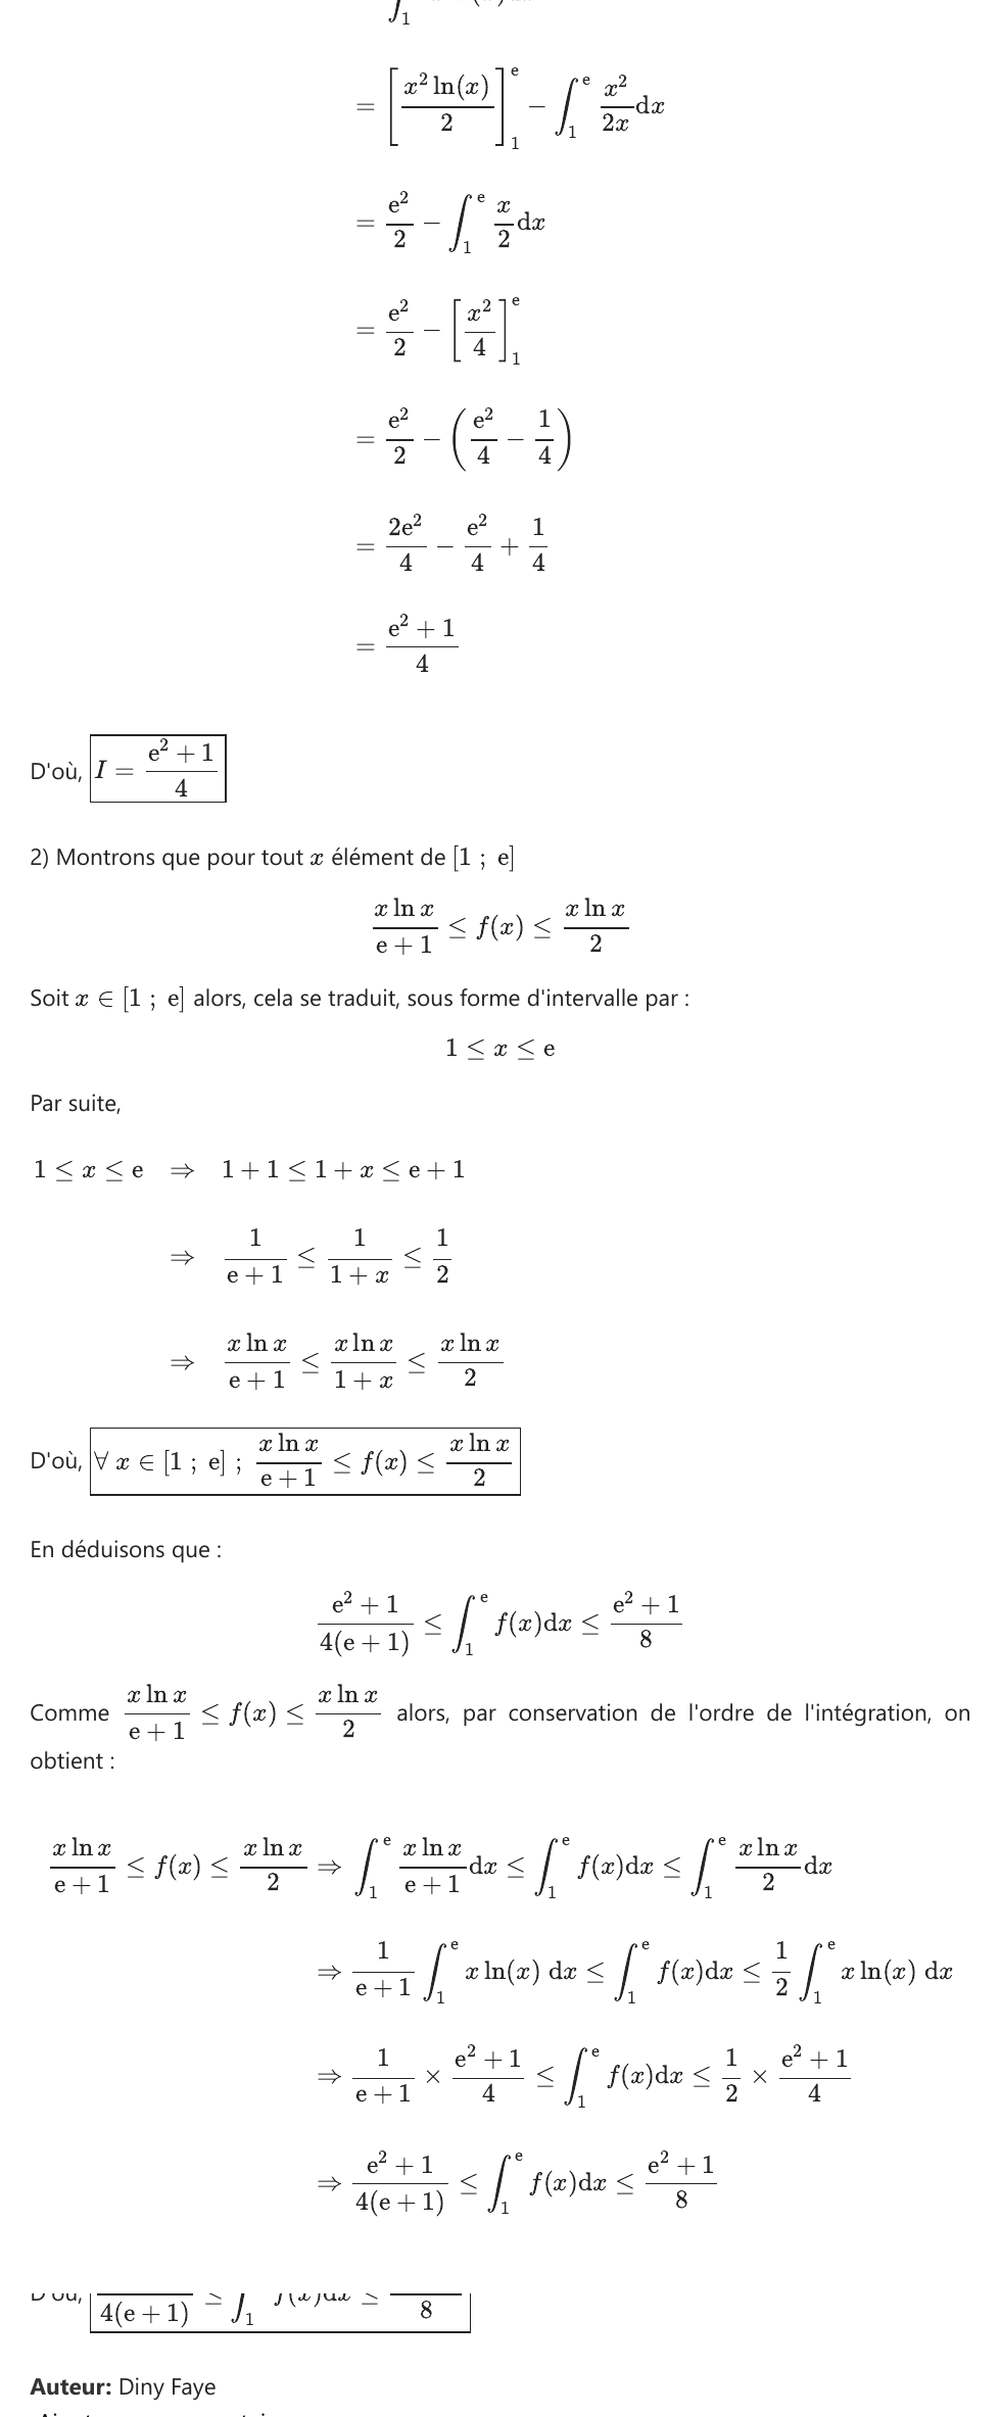 = [x² ln(x) / 2]₁ᵉ − ∫₁ᵉ x²/2x dx
= e²/2 − ∫₁ᵉ x/2 dx
= e²/2 − [x²/4]₁ᵉ
= e²/2 − (e²/4 − 1/4)
= 2e²/4 − e²/4 + 1/4
= (e² + 1)/4
D'où, I = (e² + 1)/4
2) Montrons que pour tout x élément de [1 ; e]
x ln x/(e + 1) ≤ f(x) ≤ x ln x/2
Soit x ∈ [1 ; e] alors, cela se traduit, sous forme d'intervalle par :
1 ≤ x ≤ e
Par suite,
1 ≤ x ≤ e ⇒ 1 + 1 ≤ 1 + x ≤ e + 1
⇒ 1/(e + 1) ≤ 1/(1 + x) ≤ 1/2
⇒ x ln x/(e + 1) ≤ x ln x/(1 + x) ≤ x ln x/2
D'où, ∀ x ∈ [1 ; e] ; x ln x/(e + 1) ≤ f(x) ≤ x ln x/2
En déduisons que :
(e² + 1)/4(e + 1) ≤ ∫₁ᵉ f(x)dx ≤ (e² + 1)/8
Comme x ln x/(e + 1) ≤ f(x) ≤ x ln x/2 alors, par conservation de l'ordre de l'intégration, on
obtient :
x ln x/(e + 1) ≤ f(x) ≤ x ln x/2 ⇒ ∫₁ᵉ x ln x/(e + 1) dx ≤ ∫₁ᵉ f(x)dx ≤ ∫₁ᵉ x ln x/2 dx
⇒ 1/(e + 1) ∫₁ᵉ x ln(x) dx ≤ ∫₁ᵉ f(x)dx ≤ 1/2 ∫₁ᵉ x ln(x) dx
⇒ 1/(e + 1) × (e² + 1)/4 ≤ ∫₁ᵉ f(x)dx ≤ 1/2 × (e² + 1)/4
⇒ (e² + 1)/4(e + 1) ≤ ∫₁ᵉ f(x)dx ≤ (e² + 1)/8
D'où, 4(e + 1) ≤ ∫₁ f(x)dx ≤ 8
Auteur: Diny Faye